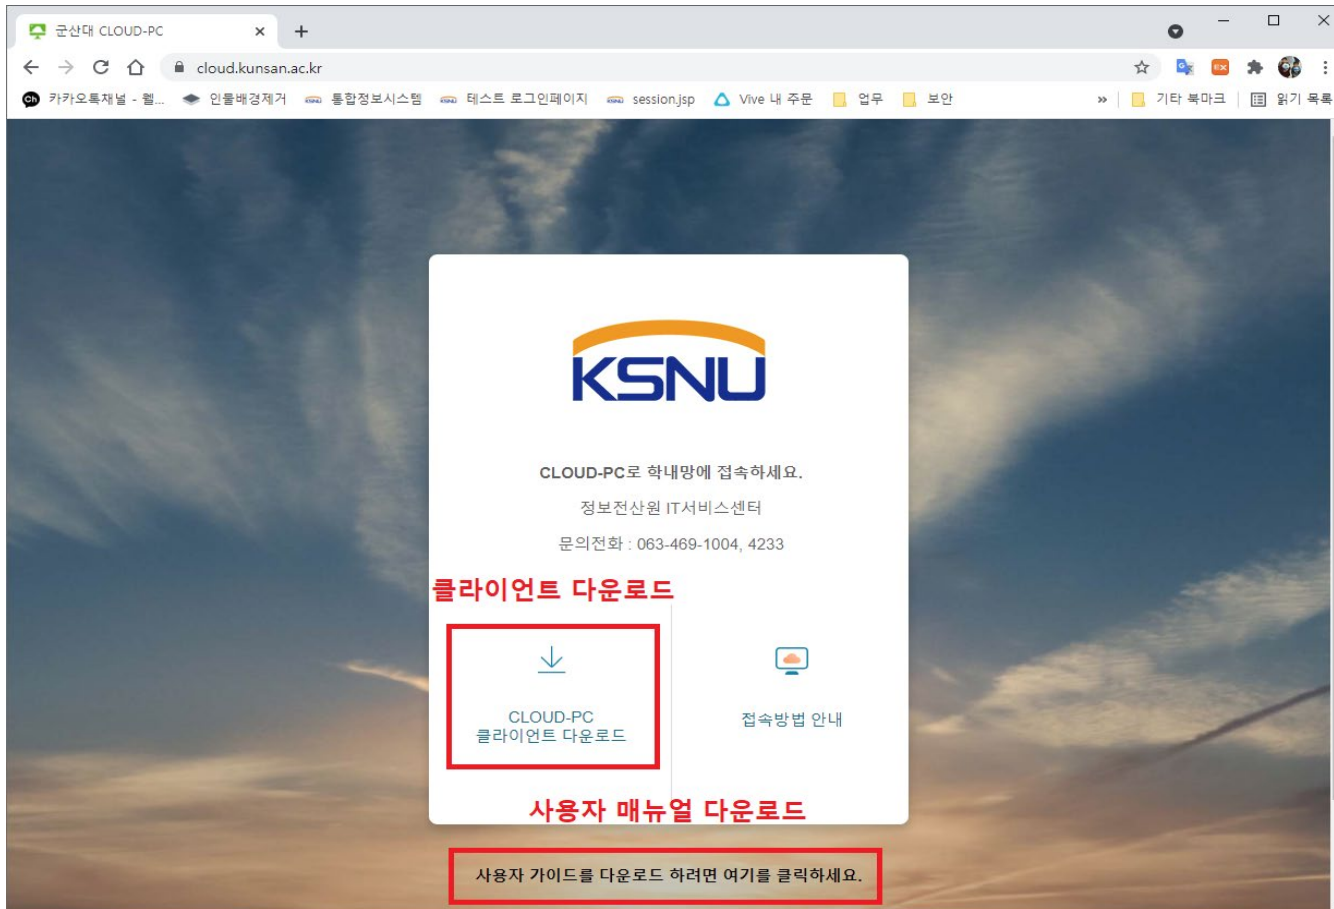 군산대 CLOUD-PC
cloud.kunsan.ac.kr
Ch 카카오톡채널 - 웰... 인물배경제거 통합정보시스템 테스트 로그인페이지 session.jsp Vive 내 주문 업무 보안 » 기타 북마크 읽기 목록
KSNU
CLOUD-PC로 학내망에 접속하세요.
정보전산원 IT서비스센터
문의전화 : 063-469-1004, 4233
클라이언트 다운로드
CLOUD-PC
클라이언트 다운로드
접속방법 안내
사용자 매뉴얼 다운로드
사용자 가이드를 다운로드 하려면 여기를 클릭하세요.